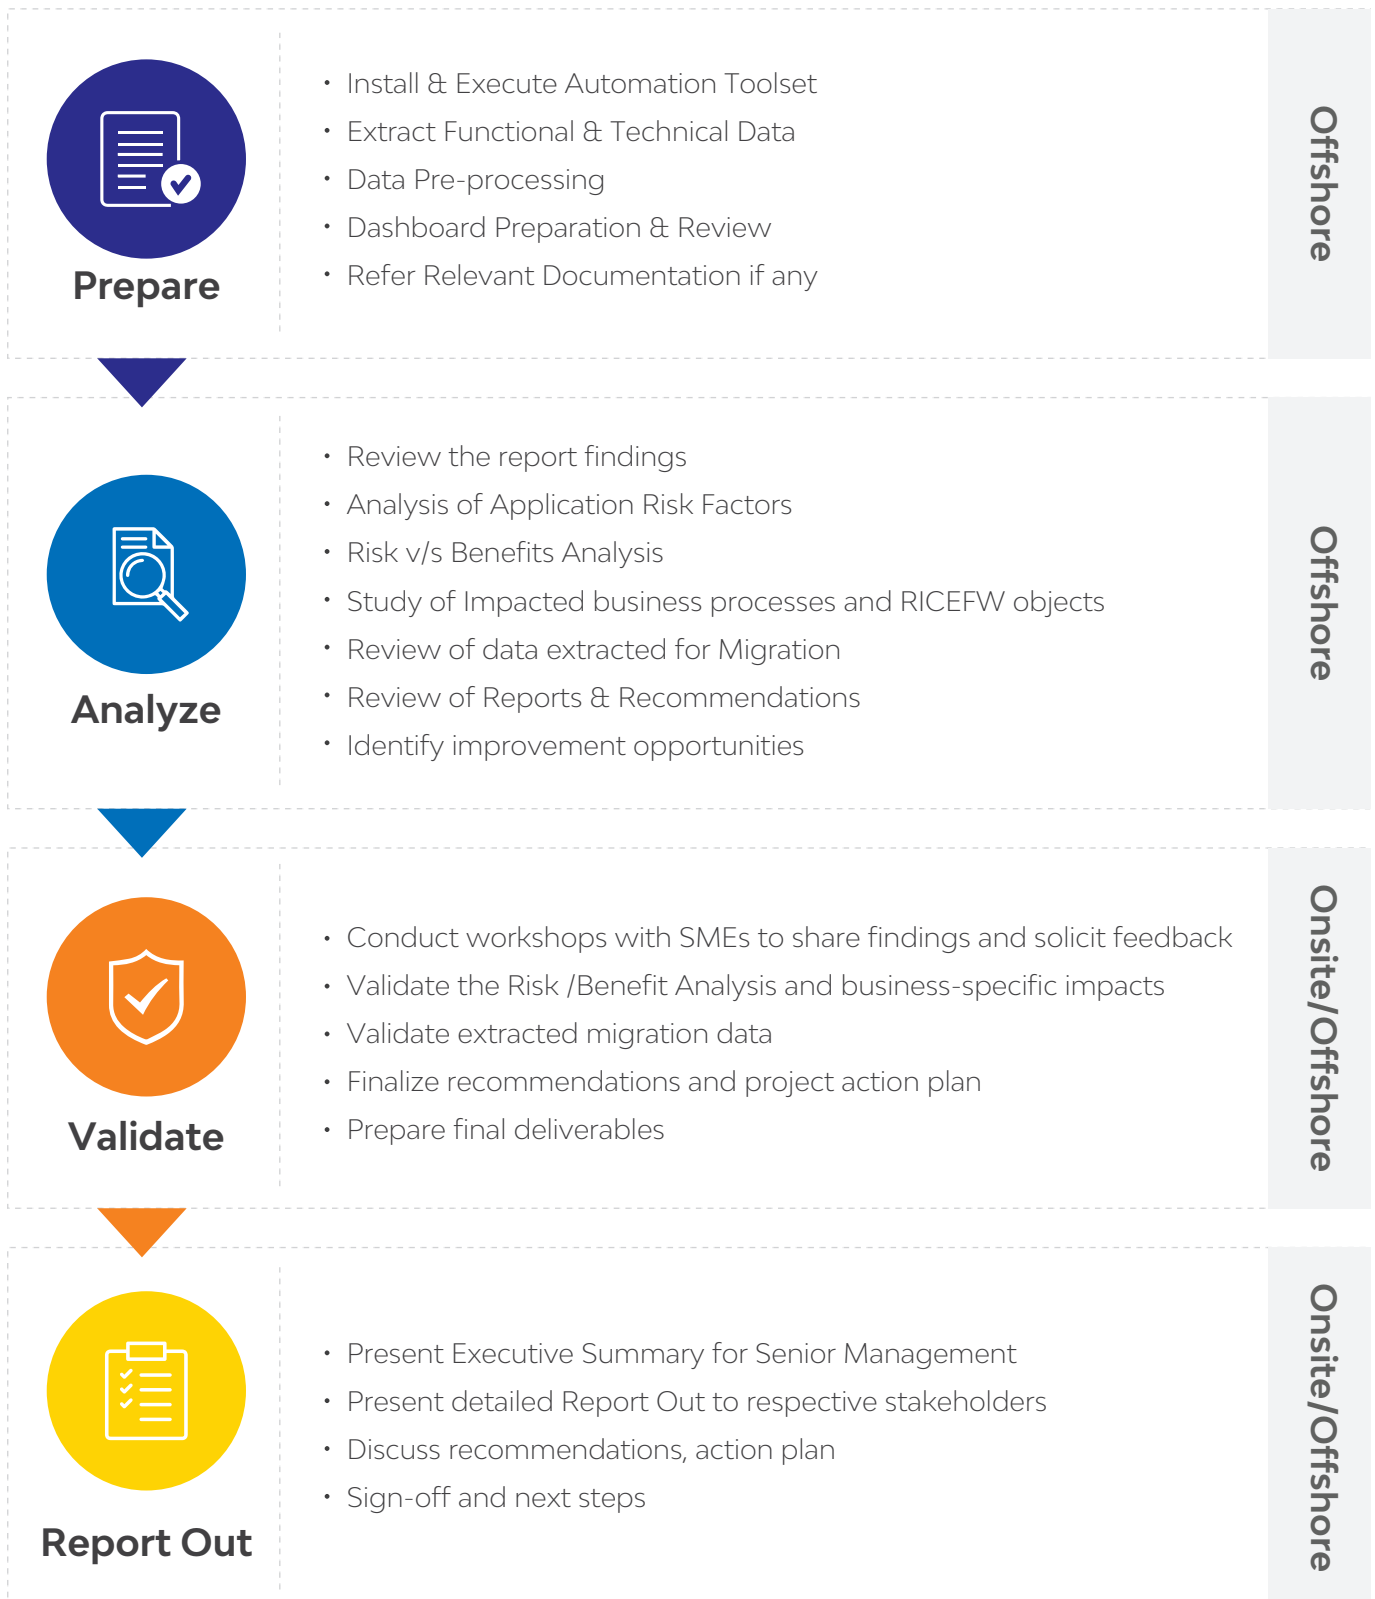 Prepare
• Install & Execute Automation Toolset
• Extract Functional & Technical Data
• Data Pre-processing
• Dashboard Preparation & Review
• Refer Relevant Documentation if any
Offshore
Analyze
• Review the report findings
• Analysis of Application Risk Factors
• Risk v/s Benefits Analysis
• Study of Impacted business processes and RICEFW objects
• Review of data extracted for Migration
• Review of Reports & Recommendations
• Identify improvement opportunities
Offshore
Validate
• Conduct workshops with SMEs to share findings and solicit feedback
• Validate the Risk /Benefit Analysis and business-specific impacts
• Validate extracted migration data
• Finalize recommendations and project action plan
• Prepare final deliverables
Onsite/Offshore
Report Out
• Present Executive Summary for Senior Management
• Present detailed Report Out to respective stakeholders
• Discuss recommendations, action plan
• Sign-off and next steps
Onsite/Offshore